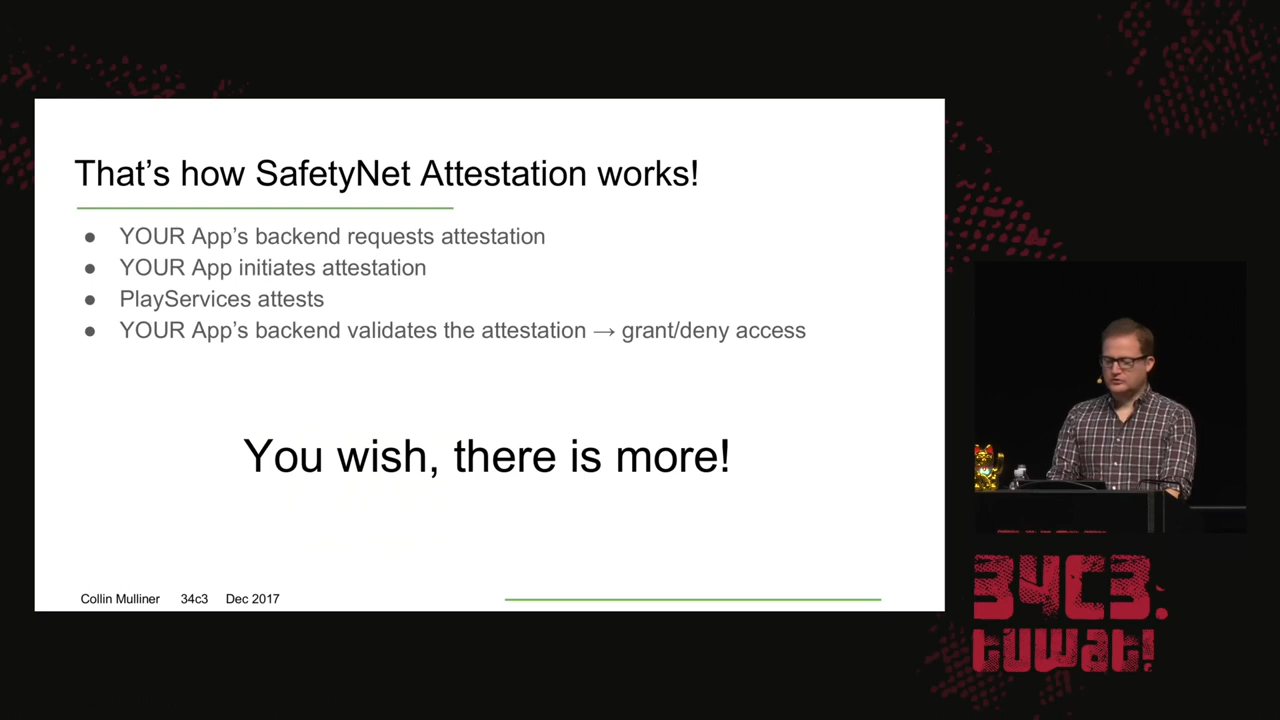 That’s how SafetyNet Attestation works!
● YOUR App’s backend requests attestation
● YOUR App initiates attestation
● PlayServices attests
● YOUR App’s backend validates the attestation → grant/deny access
You wish, there is more!
Collin Mulliner 34c3 Dec 2017
34C3.
tuwat!